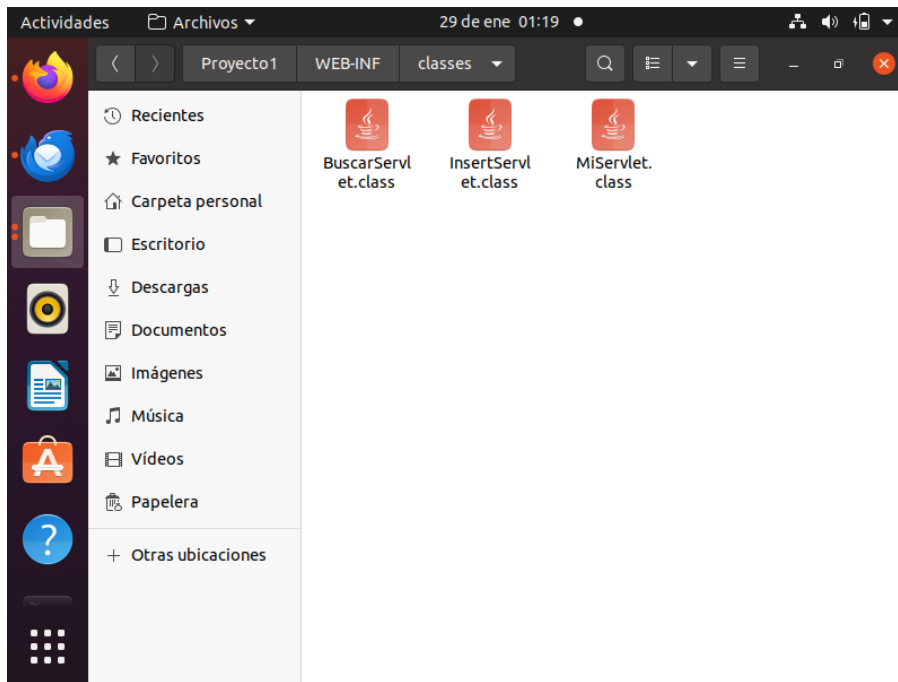 Actividades Archivos 29 de ene 01:19
Proyecto1 WEB-INF classes
Recientes
Favoritos
Carpeta personal
Escritorio
Descargas
Documentos
Imágenes
Música
Vídeos
Papelera
Otras ubicaciones
BuscarServl
et.class
InsertServl
et.class
MiServlet.
class